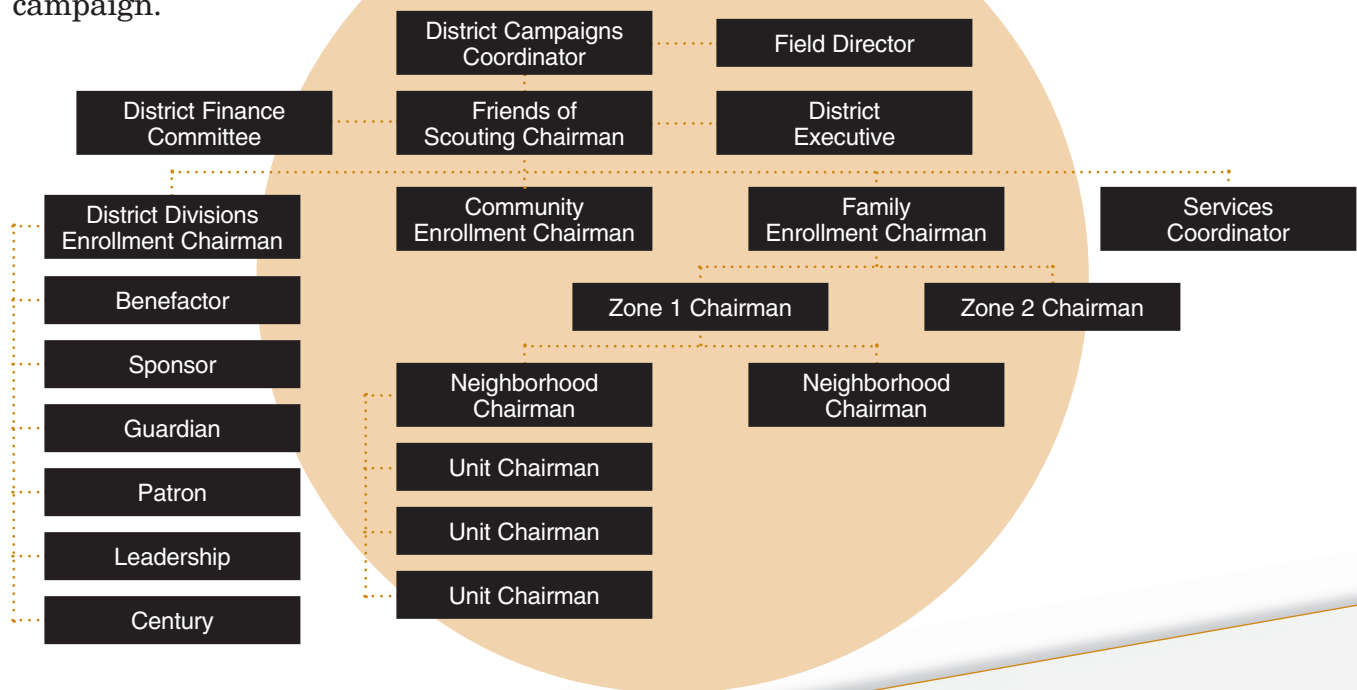 campaign.
District Campaigns
Coordinator
Field Director
District Finance
Committee
Friends of
Scouting Chairman
District
Executive
District Divisions
Enrollment Chairman
Community
Enrollment Chairman
Family
Enrollment Chairman
Services
Coordinator
Benefactor
Sponsor
Guardian
Patron
Leadership
Century
Zone 1 Chairman
Zone 2 Chairman
Neighborhood
Chairman
Neighborhood
Chairman
Unit Chairman
Unit Chairman
Unit Chairman